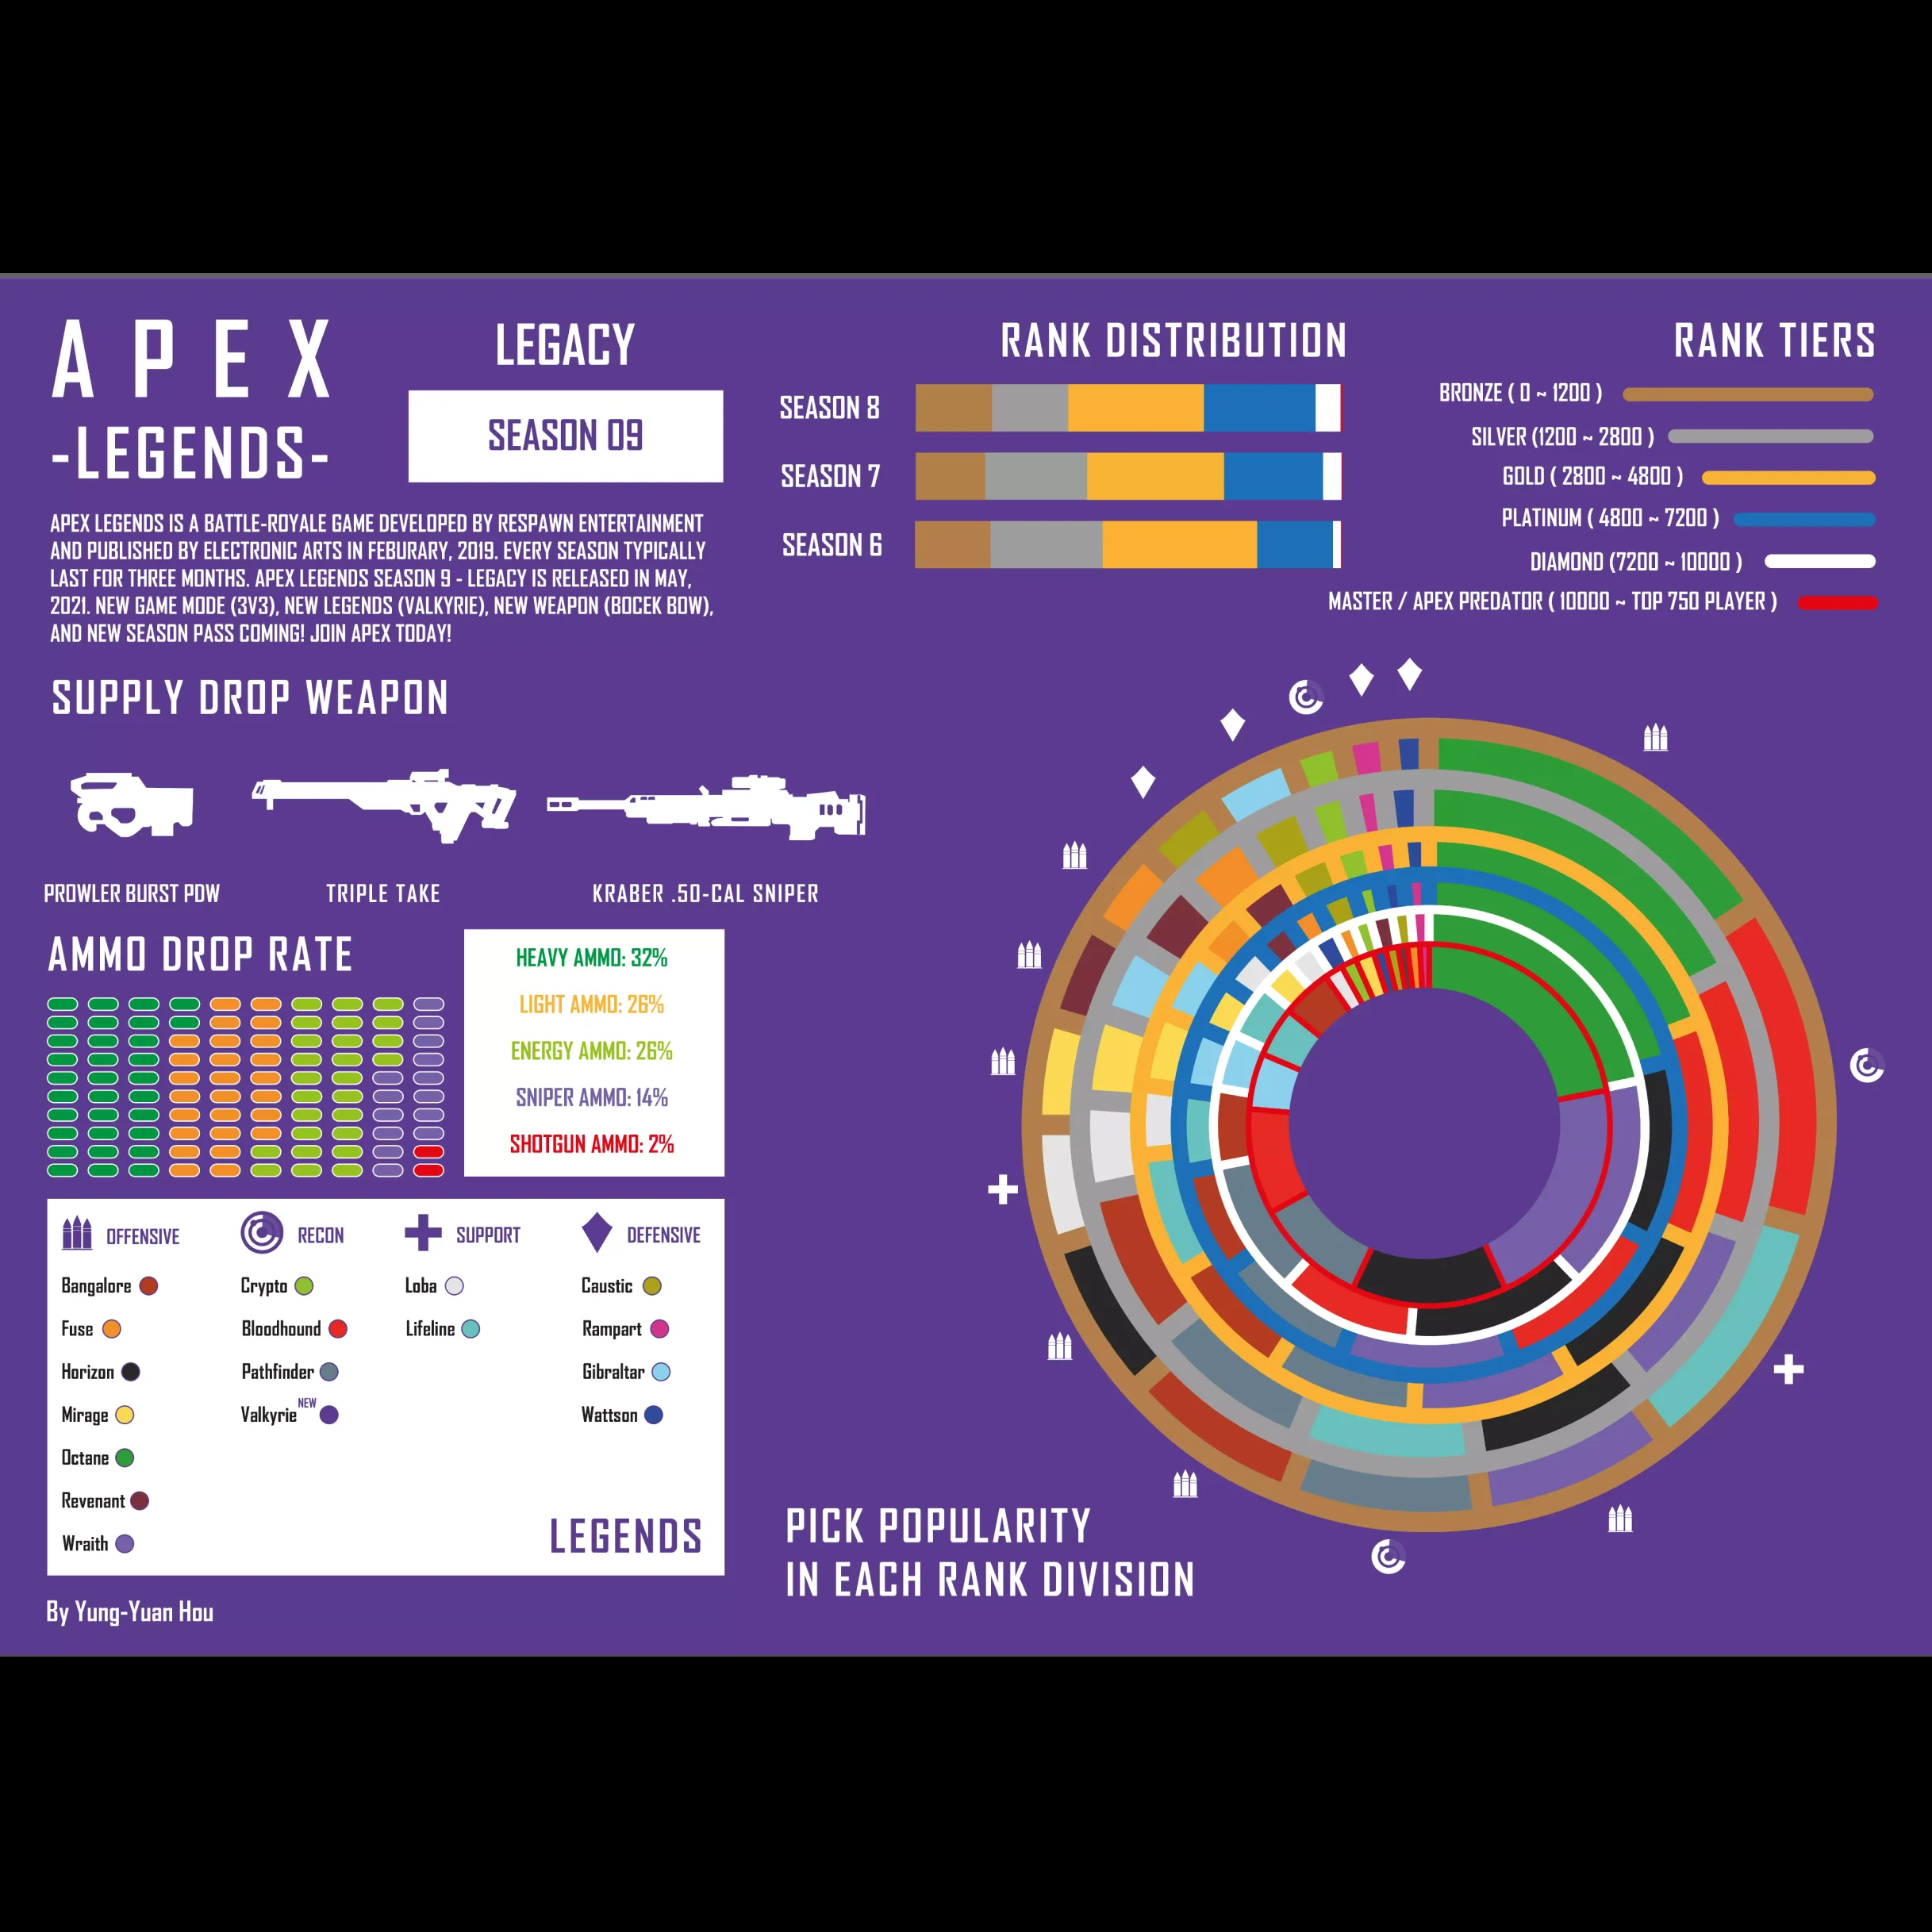 APEX
-LEGENDS-
LEGACY
SEASON 09
APEX LEGENDS IS A BATTLE-ROYALE GAME DEVELOPED BY RESPAWN ENTERTAINMENT
AND PUBLISHED BY ELECTRONIC ARTS IN FEBURARY, 2019. EVERY SEASON TYPICALLY
LAST FOR THREE MONTHS. APEX LEGENDS SEASON 9 - LEGACY IS RELEASED IN MAY,
2021. NEW GAME MODE (3V3), NEW LEGENDS (VALKYRIE), NEW WEAPON (BOCEK BOW),
AND NEW SEASON PASS COMING! JOIN APEX TODAY!
SUPPLY DROP WEAPON
PROWLER BURST PDW
TRIPLE TAKE
KRABER .50-CAL SNIPER
AMMO DROP RATE
HEAVY AMMO: 32%
LIGHT AMMO: 26%
ENERGY AMMO: 26%
SNIPER AMMO: 14%
SHOTGUN AMMO: 2%
OFFENSIVE
Bangalore
Fuse
Horizon
Mirage
Octane
Revenant
Wraith
RECON
Crypto
Bloodhound
Pathfinder
Valkyrie NEW
SUPPORT
Loba
Lifeline
DEFENSIVE
Caustic
Rampart
Gibraltar
Wattson
LEGENDS
By Yung-Yuan Hou
RANK DISTRIBUTION
SEASON 8
SEASON 7
SEASON 6
RANK TIERS
BRONZE ( 0 ~ 1200 )
SILVER (1200 ~ 2800 )
GOLD ( 2800 ~ 4800 )
PLATINUM ( 4800 ~ 7200 )
DIAMOND (7200 ~ 10000 )
MASTER / APEX PREDATOR ( 10000 ~ TOP 750 PLAYER )
PICK POPULARITY
IN EACH RANK DIVISION